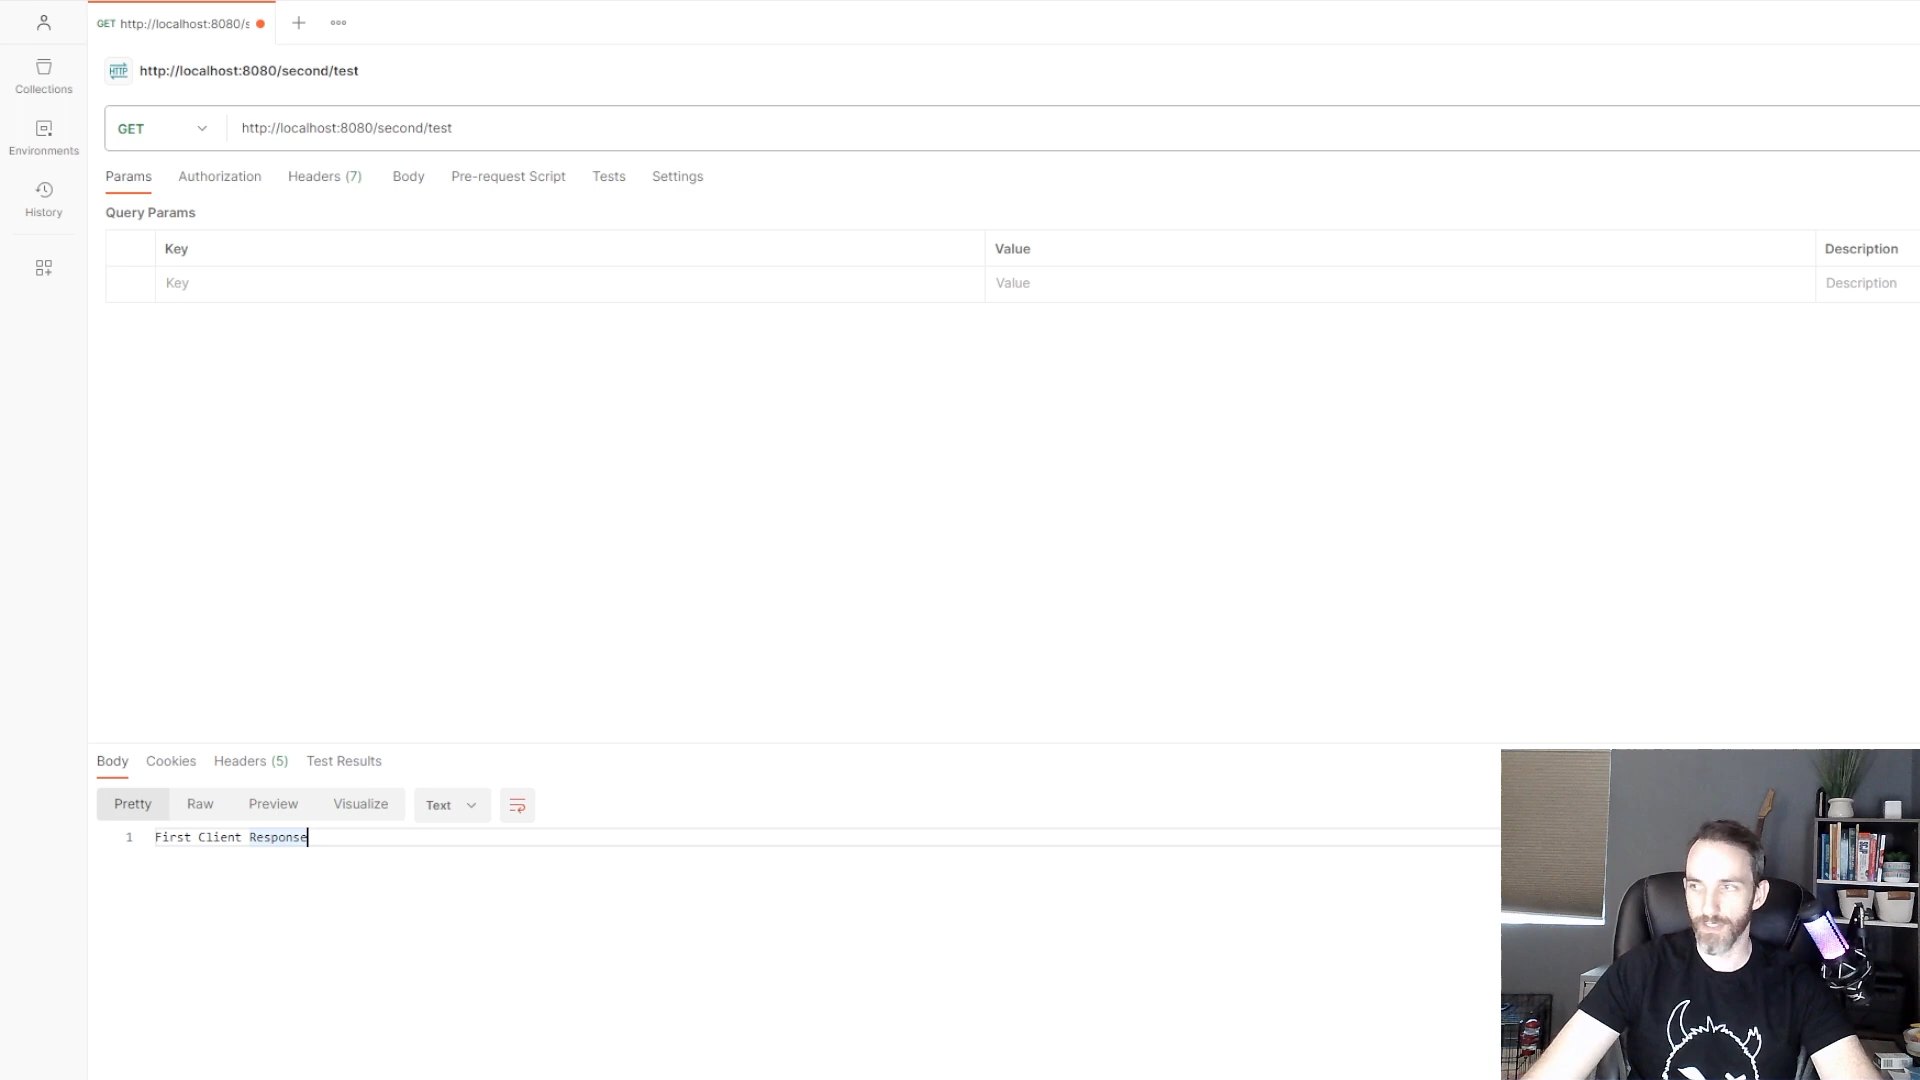 GET http://localhost:8080/s
HTTP http://localhost:8080/second/test
Collections
Environments
History
GET http://localhost:8080/second/test
Params Authorization Headers (7) Body Pre-request Script Tests Settings
Query Params
Key Value Description
Key Value Description
Body Cookies Headers (5) Test Results
Pretty Raw Preview Visualize Text
1 First Client Response